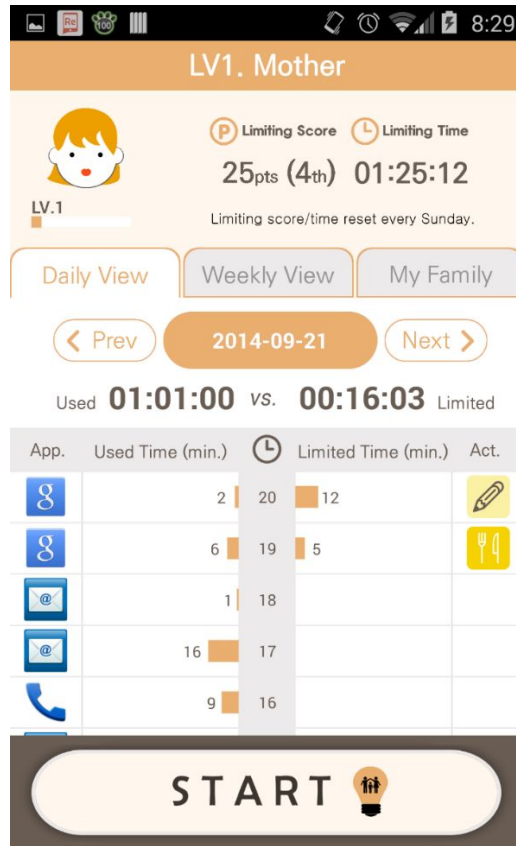 Re 100 8:29
LV1. Mother
P Limiting Score L Limiting Time
25pts (4th) 01:25:12
LV.1
Limiting score/time reset every Sunday.
Daily View Weekly View My Family
Prev 2014-09-21 Next
Used 01:01:00 vs. 00:16:03 Limited
App. Used Time (min.) Limited Time (min.) Act.
g 2 20 12
g 6 19 5
@ 1 18
@ 16 17
9 16
START